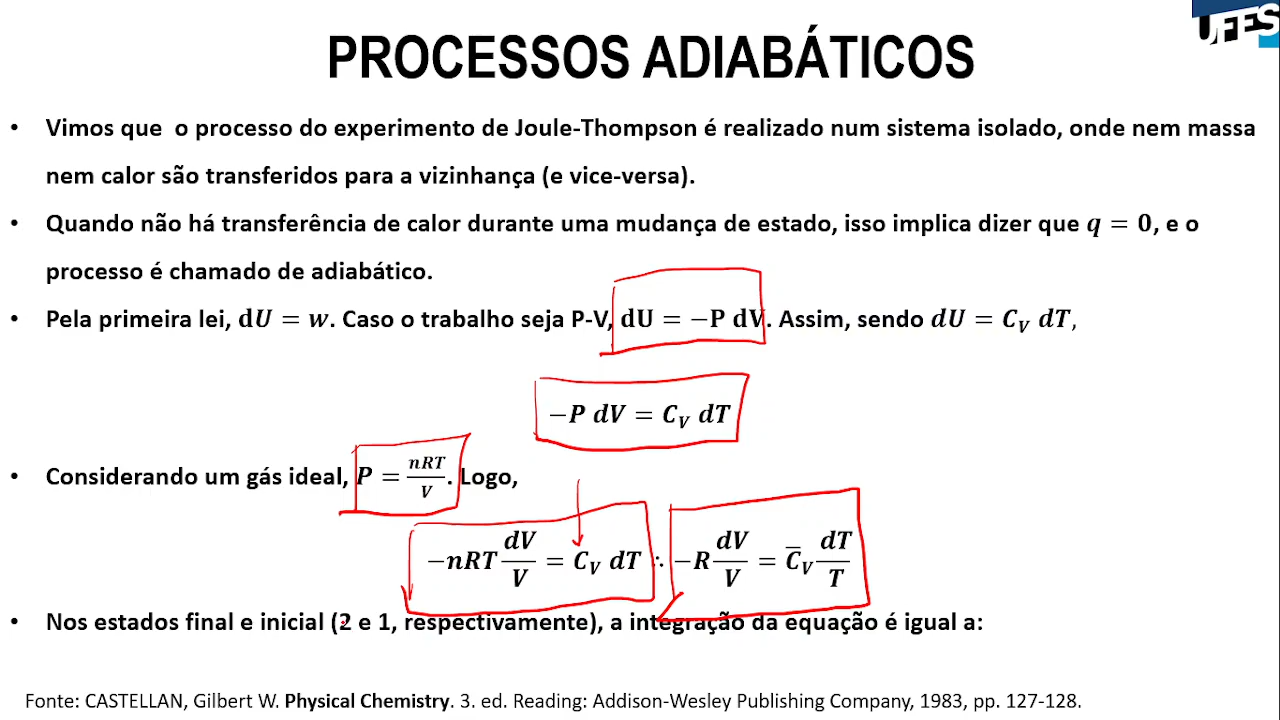 UFES
PROCESSOS ADIABÁTICOS
• Vimos que o processo do experimento de Joule-Thompson é realizado num sistema isolado, onde nem massa
nem calor são transferidos para a vizinhança (e vice-versa).
• Quando não há transferência de calor durante uma mudança de estado, isso implica dizer que q = 0, e o
processo é chamado de adiabático.
• Pela primeira lei, dU = w. Caso o trabalho seja P-V, dU = −P dV. Assim, sendo dU = C_V dT,
−P dV = C_V dT
• Considerando um gás ideal, P = nRT/V. Logo,
−nRT dV/V = C_V dT ∴ −R dV/V = C̅_V dT/T
• Nos estados final e inicial (2 e 1, respectivamente), a integração da equação é igual a:
Fonte: CASTELLAN, Gilbert W. Physical Chemistry. 3. ed. Reading: Addison-Wesley Publishing Company, 1983, pp. 127-128.